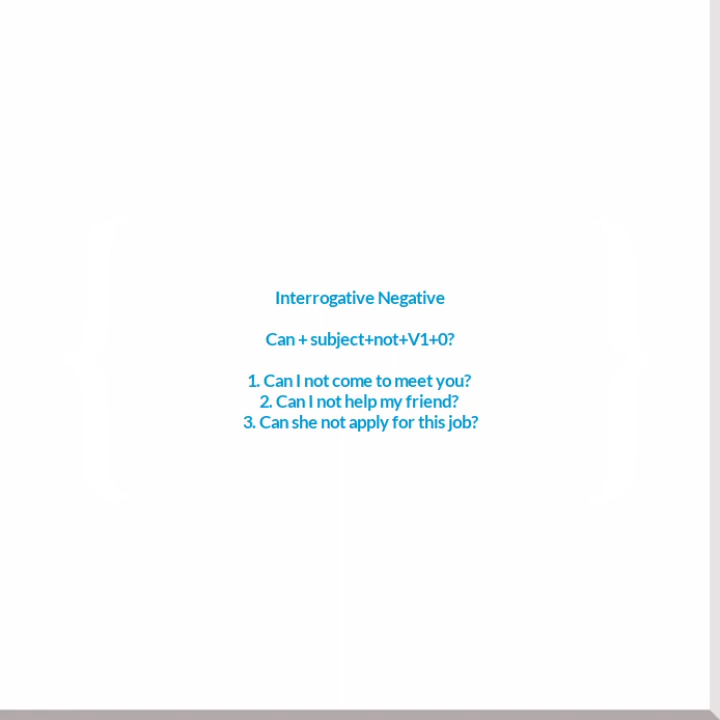 Interrogative Negative
Can + subject+not+V1+0?
1. Can I not come to meet you?
2. Can I not help my friend?
3. Can she not apply for this job?